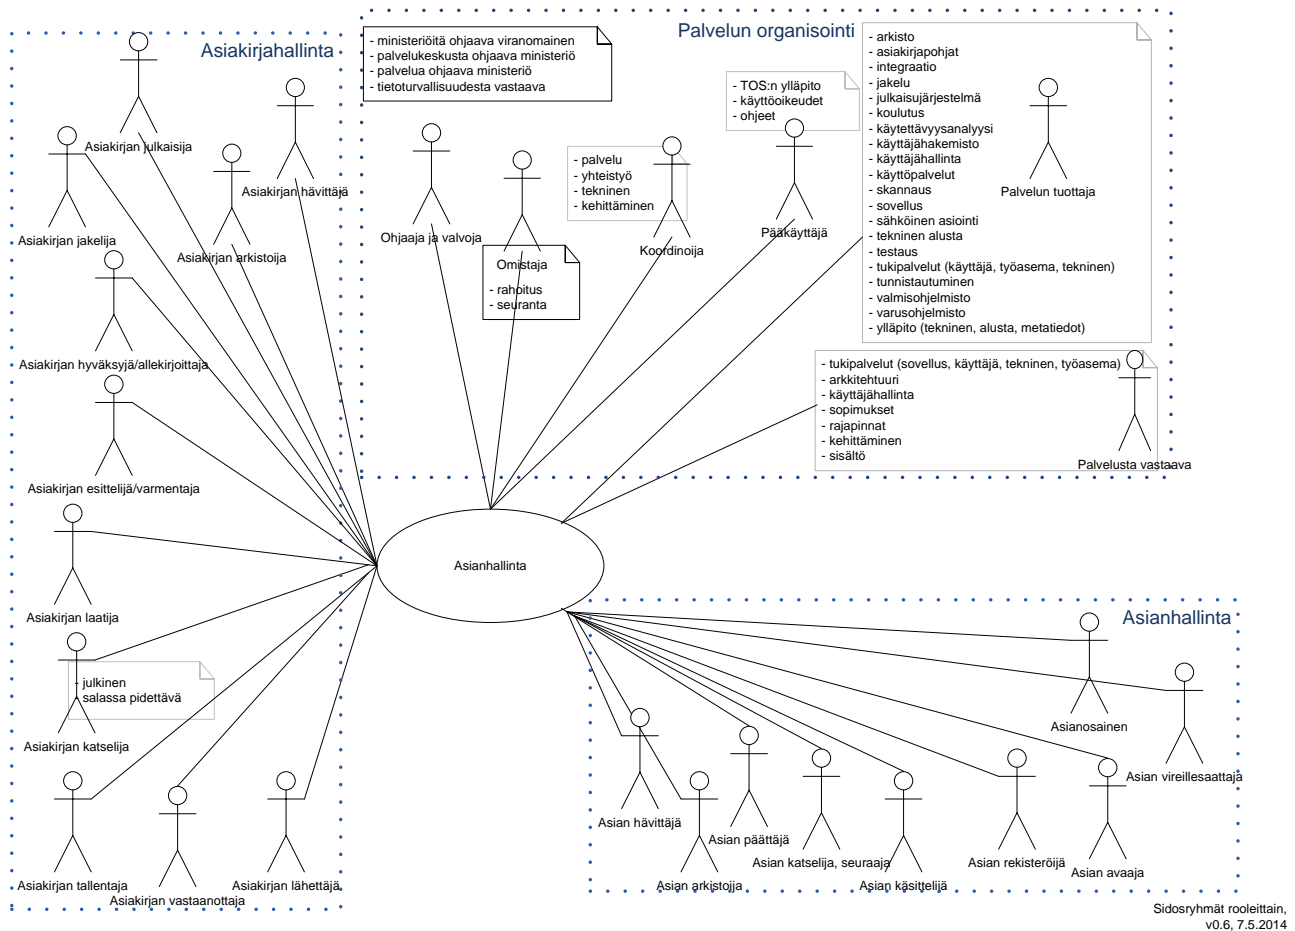 Asiakirjahallinta
Asiakirjan julkaisija
Asiakirjan hävittäjä
Asiakirjan jakelija
Asiakirjan arkistoija
Asiakirjan hyväksyjä/allekirjoittaja
Asiakirjan esittelijä/varmentaja
Asiakirjan laatija
- julkinen
- salassa pidettävä
Asiakirjan katselija
Asiakirjan tallentaja
Asiakirjan vastaanottaja
Asiakirjan lähettäjä
Palvelun organisointi
- ministeriöitä ohjaava viranomainen
- palvelukeskusta ohjaava ministeriö
- palvelua ohjaava ministeriö
- tietoturvallisuudesta vastaava
Ohjaaja ja valvoja
Omistaja
- rahoitus
- seuranta
- palvelu
- yhteistyö
- tekninen
- kehittäminen
Koordinoija
- TOS:n ylläpito
- käyttöoikeudet
- ohjeet
Pääkäyttäjä
- arkisto
- asiakirjapohjat
- integraatio
- jakelu
- julkaisujärjestelmä
- koulutus
- käytettävyysanalyysi
- käyttäjähakemisto
- käyttäjähallinta
- käyttöpalvelut
- skannaus
- sovellus
- sähköinen asiointi
- tekninen alusta
- testaus
- tukipalvelut (käyttäjä, työasema, tekninen)
- tunnistautuminen
- valmisohjelmisto
- varusohjelmisto
- ylläpito (tekninen, alusta, metatiedot)
Palvelun tuottaja
- tukipalvelut (sovellus, käyttäjä, tekninen, työasema)
- arkkitehtuuri
- käyttäjähallinta
- sopimukset
- rajapinnat
- kehittäminen
- sisältö
Palvelusta vastaava
Asianhallinta
Asianhallinta
Asianosainen
Asian vireillesaattaja
Asian hävittäjä
Asian päättäjä
Asian katselija, seuraaja
Asian rekisteröijä
Asian avaaja
Asian arkistoija
Asian käsittelijä
Sidosryhmät rooleittain,
v0.6, 7.5.2014